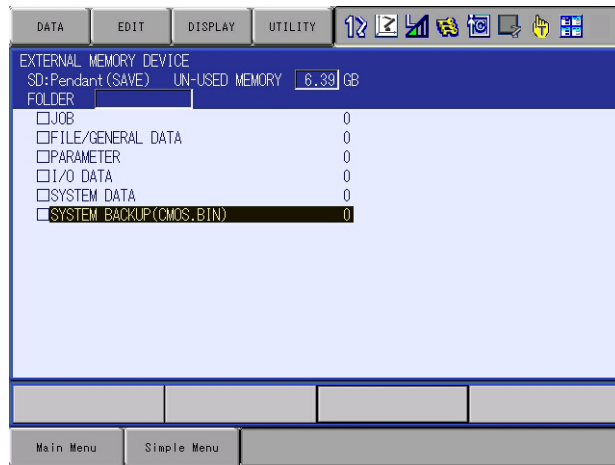 DATA EDIT DISPLAY UTILITY
EXTERNAL MEMORY DEVICE
SD:Pendant(SAVE) UN-USED MEMORY 6.39 GB
FOLDER
JOB 0
FILE/GENERAL DATA 0
PARAMETER 0
I/O DATA 0
SYSTEM DATA 0
SYSTEM BACKUP(CMOS.BIN) 0
Main Menu Simple Menu